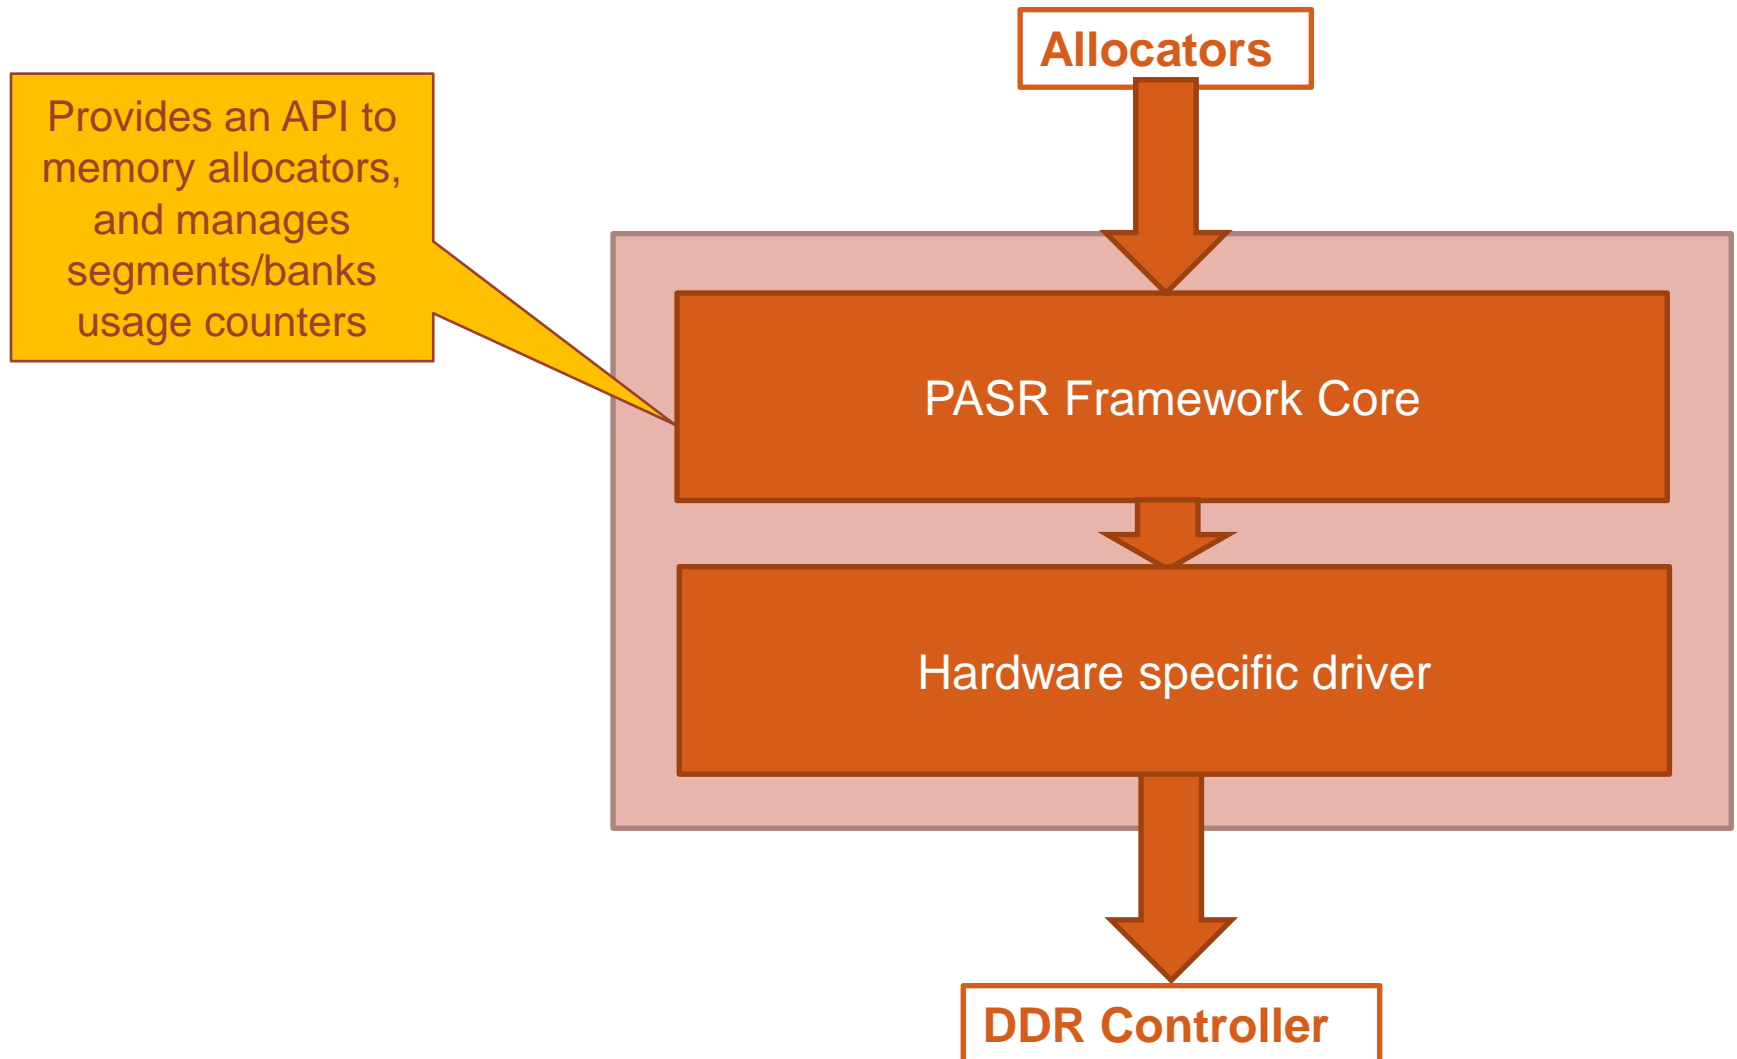 Allocators
Provides an API to
memory allocators,
and manages
segments/banks
usage counters
PASR Framework Core
Hardware specific driver
DDR Controller